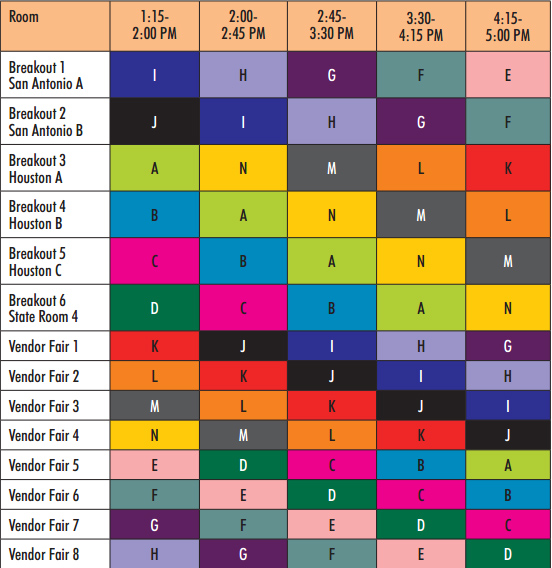 Room 1:15- 2:00- 2:45- 3:30- 4:15-
2:00 PM 2:45 PM 3:30 PM 4:15 PM 5:00 PM
Breakout 1
San Antonio A I H G F E
Breakout 2
San Antonio B J I H G F
Breakout 3
Houston A A N M L K
Breakout 4
Houston B B A N M L
Breakout 5
Houston C C B A N M
Breakout 6
State Room 4 D C B A N
Vendor Fair 1 K J I H G
Vendor Fair 2 L K J I H
Vendor Fair 3 M L K J I
Vendor Fair 4 N M L K J
Vendor Fair 5 E D C B A
Vendor Fair 6 F E D C B
Vendor Fair 7 G F E D C
Vendor Fair 8 H G F E D